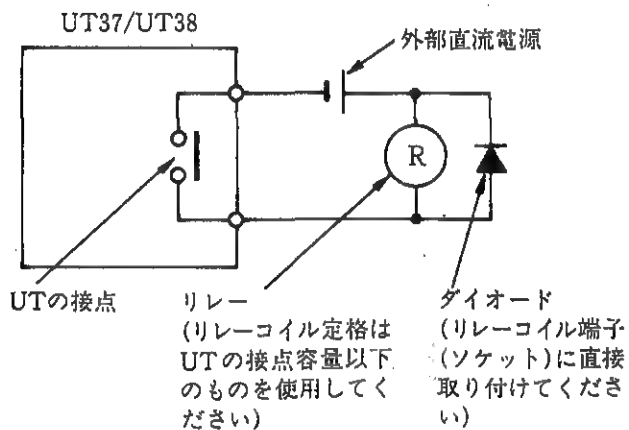 UT37/UT38
外部直流電源
R
UTの接点
リレー
(リレーコイル定格は
UTの接点容量以下
のものを使用してく
ださい)
ダイオード
(リレーコイル端子
(ソケット)に直接
取り付けてくださ
い)